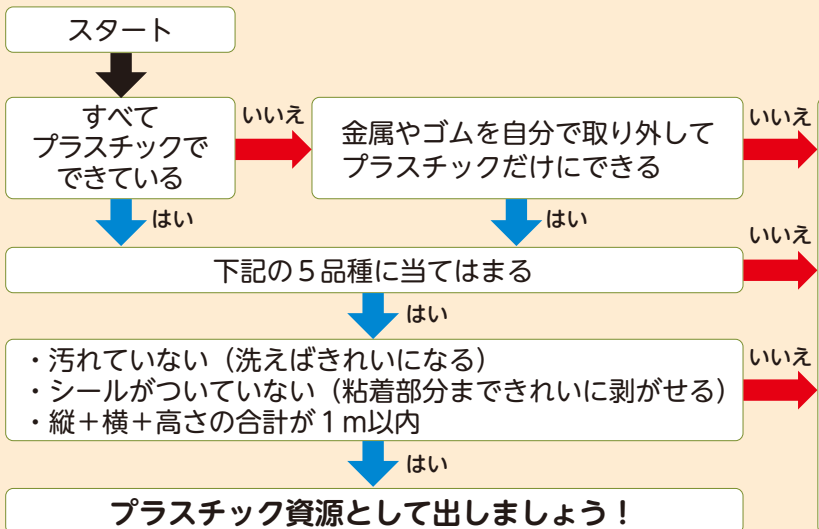 スタート
すべて
プラスチックで
できている
いいえ
金属やゴムを自分で取り外して
プラスチックだけにできる
いいえ
はい
はい
いいえ
下記の５品種に当てはまる
はい
・汚れていない（洗えばきれいになる）
・シールがついていない（粘着部分まできれいに剥がせる）
・縦＋横＋高さの合計が１ｍ以内
いいえ
はい
プラスチック資源として出しましょう！